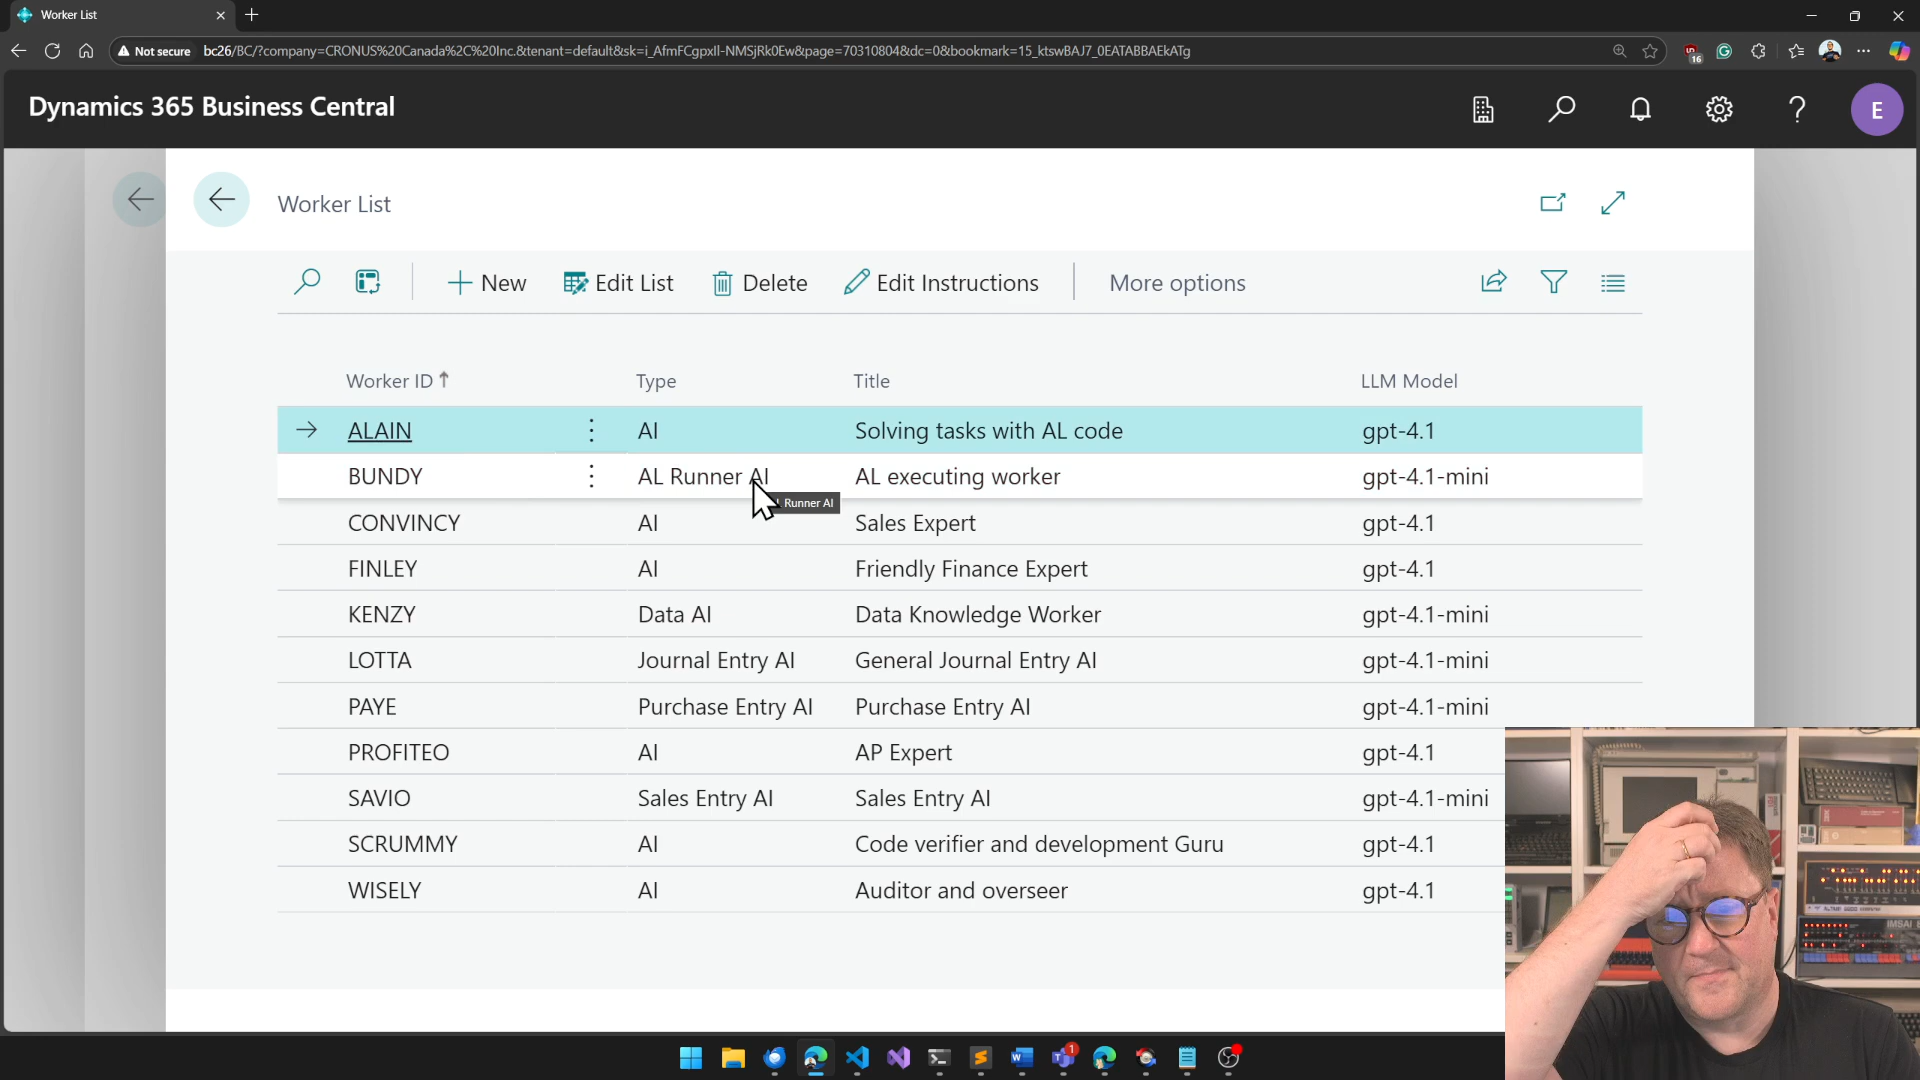 Worker List
Not secure
bc26/BC/?company=CRONUS%20Canada%2C%20Inc.&tenant=default&sk=i_AfmFCgpxIl-NMSjRk0Ew&page=70310804&dc=0&bookmark=15_ktswBAJ7_0EATABBAEkATg
16
Dynamics 365 Business Central
E
Worker List
New Edit List Delete Edit Instructions More options
Worker ID Type Title LLM Model
ALAIN AI Solving tasks with AL code gpt-4.1
BUNDY AL Runner AI AL executing worker gpt-4.1-mini
Runner AI
CONVINCY AI Sales Expert gpt-4.1
FINLEY AI Friendly Finance Expert gpt-4.1
KENZY Data AI Data Knowledge Worker gpt-4.1-mini
LOTTA Journal Entry AI General Journal Entry AI gpt-4.1-mini
PAYE Purchase Entry AI Purchase Entry AI gpt-4.1-mini
PROFITEO AI AP Expert gpt-4.1
SAVIO Sales Entry AI Sales Entry AI gpt-4.1-mini
SCRUMMY AI Code verifier and development Guru gpt-4.1
WISELY AI Auditor and overseer gpt-4.1
IMSAI
1